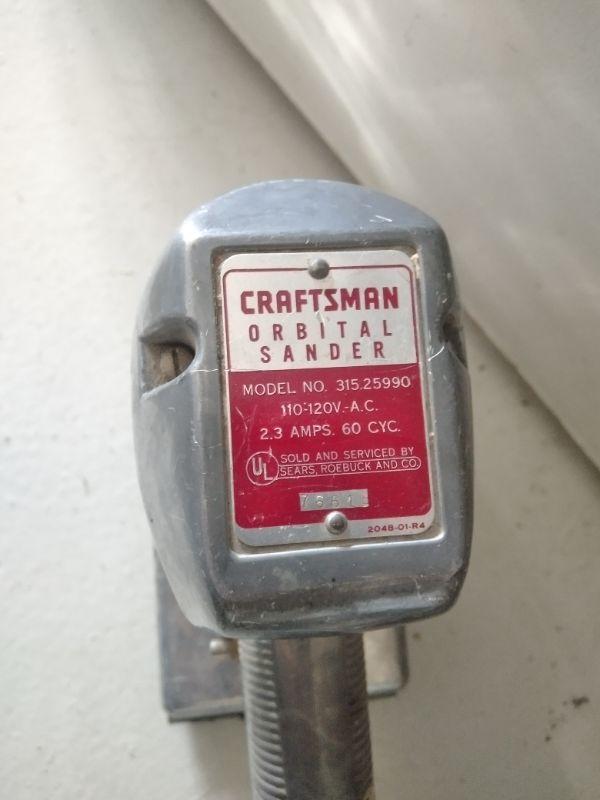 CRAFTSMAN
ORBITAL
SANDER
MODEL NO. 315.25990
110-120V.-A.C.
2.3 AMPS. 60 CYC.
UL SOLD AND SERVICED BY
SEARS, ROEBUCK AND CO.
2048-01-R4